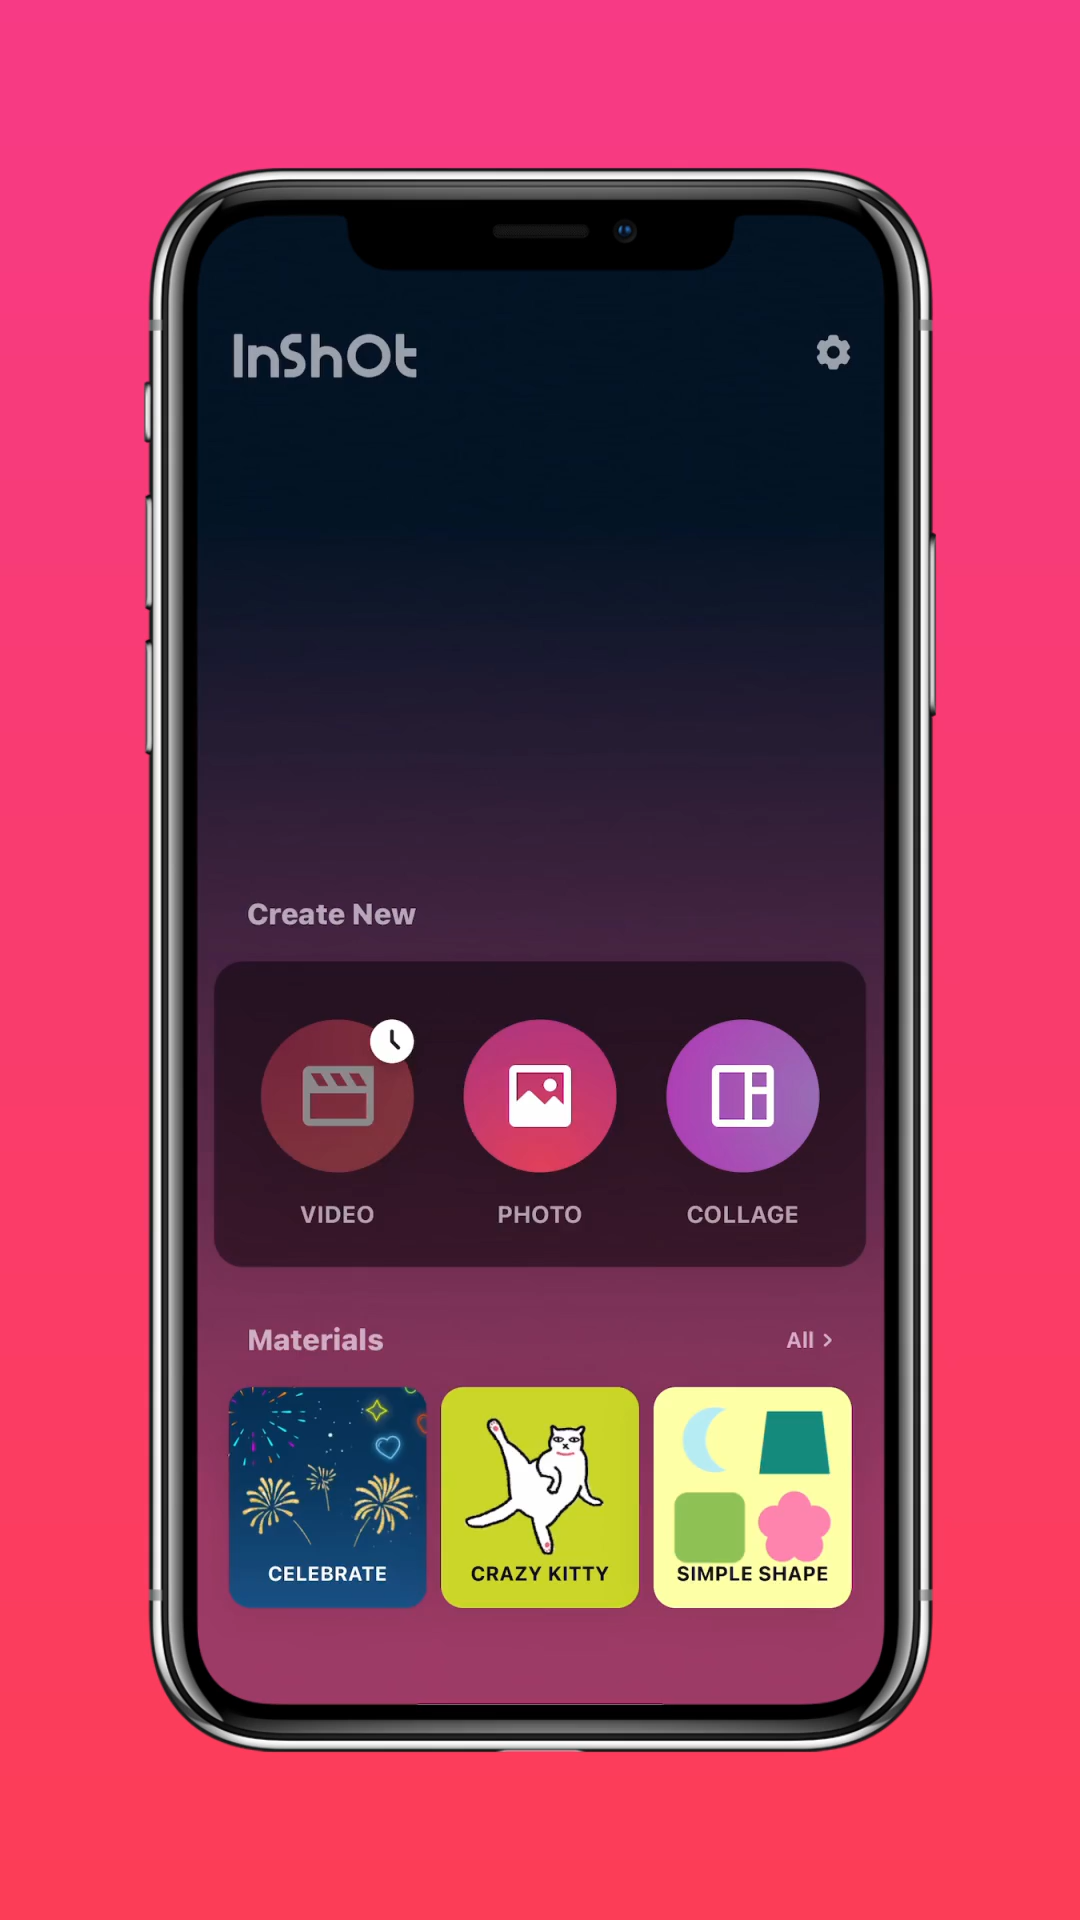 InShOt
Create New
VIDEO
PHOTO
COLLAGE
Materials
All >
CELEBRATE
CRAZY KITTY
SIMPLE SHAPE